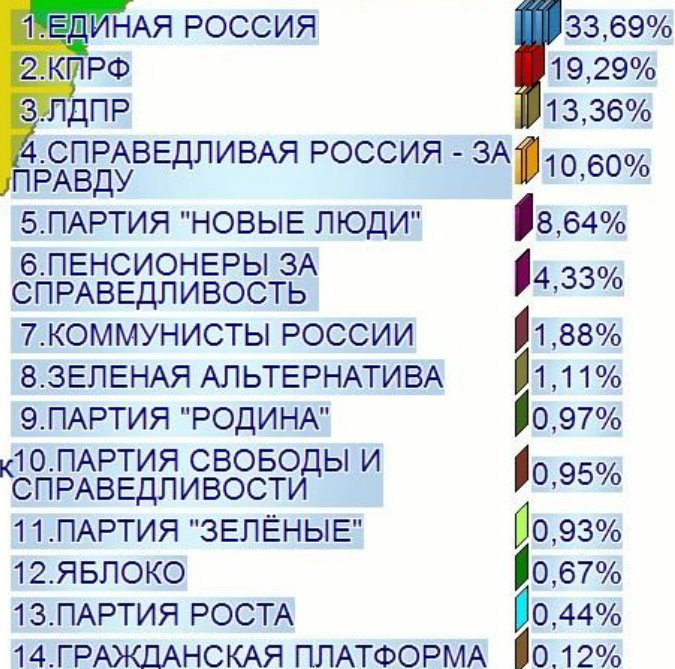 1.ЕДИНАЯ РОССИЯ 33,69%
2.КПРФ 19,29%
3.ЛДПР 13,36%
4.СПРАВЕДЛИВАЯ РОССИЯ - ЗА
ПРАВДУ 10,60%
5.ПАРТИЯ "НОВЫЕ ЛЮДИ" 8,64%
6.ПЕНСИОНЕРЫ ЗА
СПРАВЕДЛИВОСТЬ 4,33%
7.КОММУНИСТЫ РОССИИ 1,88%
8.ЗЕЛЕНАЯ АЛЬТЕРНАТИВА 1,11%
9.ПАРТИЯ "РОДИНА" 0,97%
к
10.ПАРТИЯ СВОБОДЫ И
СПРАВЕДЛИВОСТИ 0,95%
11.ПАРТИЯ "ЗЕЛЁНЫЕ" 0,93%
12.ЯБЛОКО 0,67%
13.ПАРТИЯ РОСТА 0,44%
14.ГРАЖДАНСКАЯ ПЛАТФОРМА 0,12%